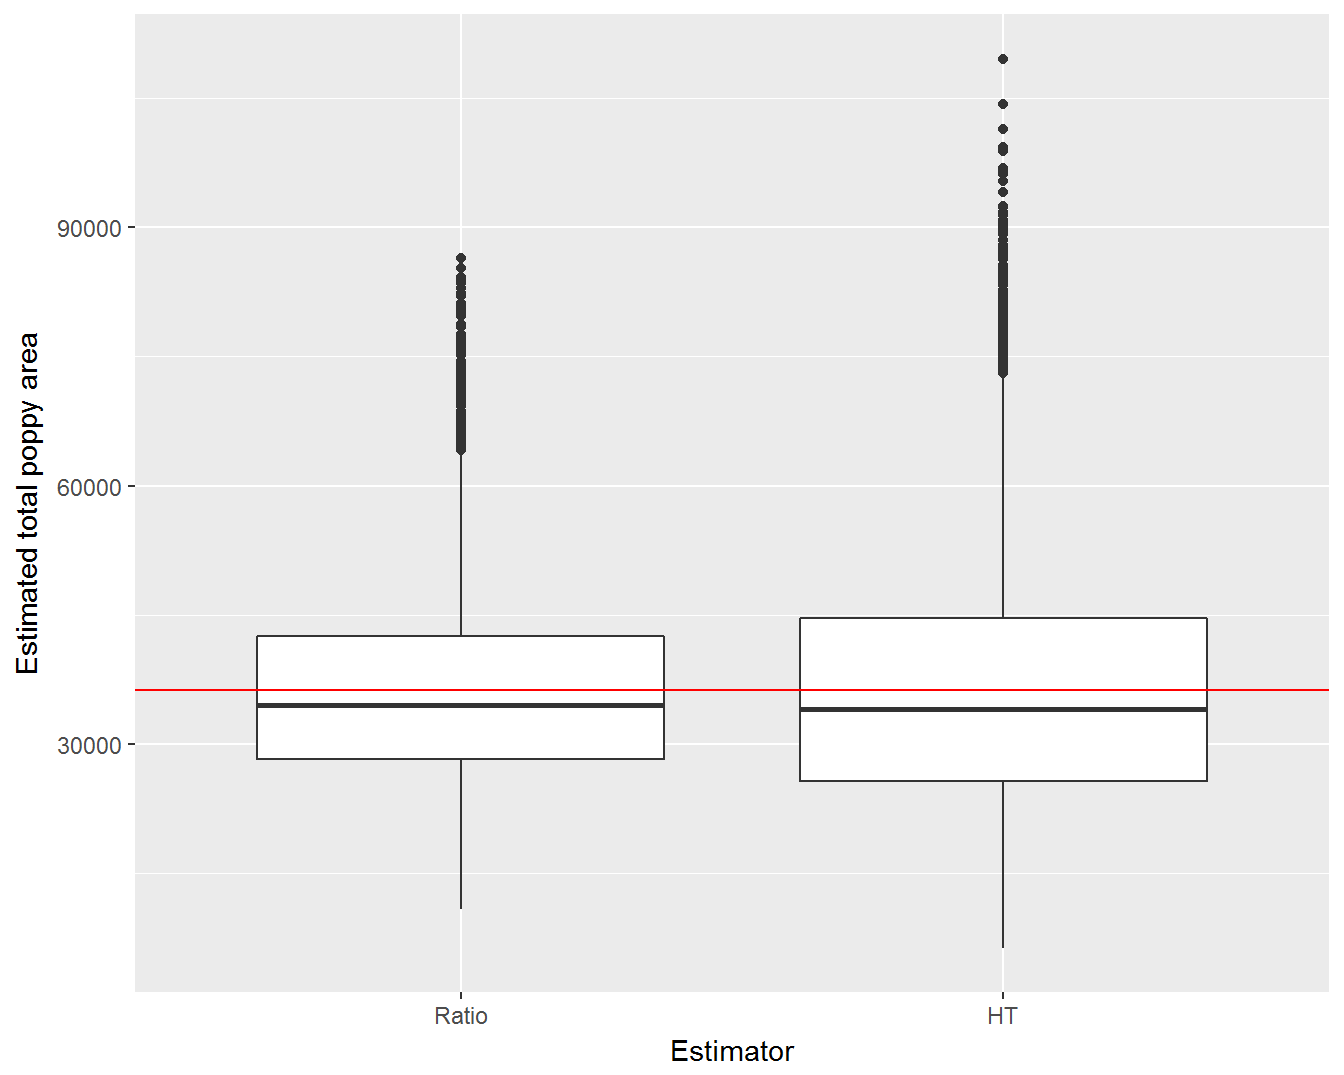 Estimated total poppy area
90000
60000
30000
Ratio
HT
Estimator